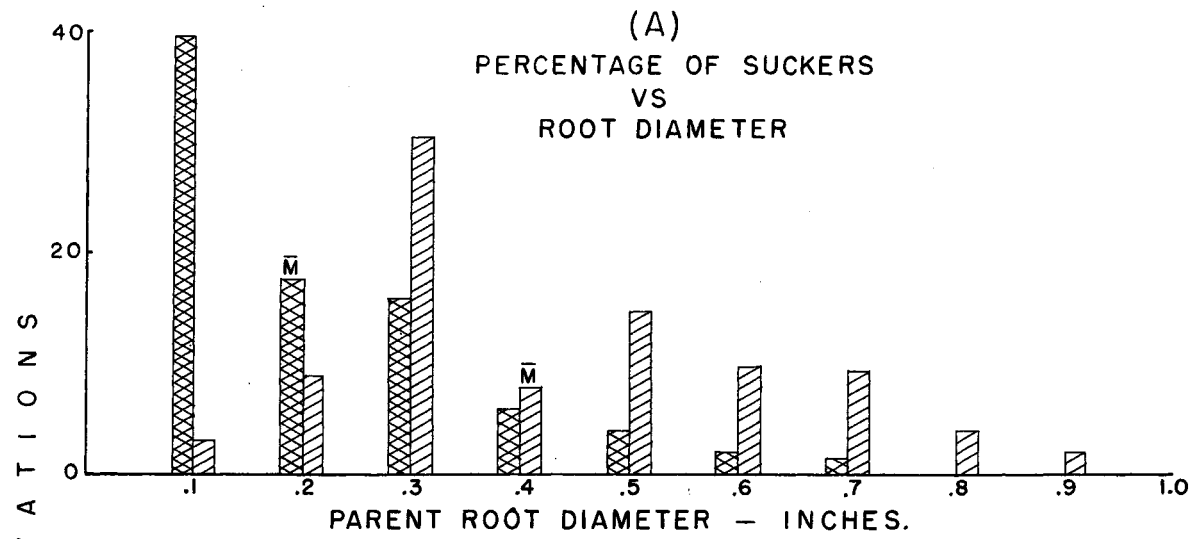 (A)
PERCENTAGE OF SUCKERS
VS
ROOT DIAMETER
40
20
0
M̅
M̅
.1 .2 .3 .4 .5 .6 .7 .8 .9 1.0
PARENT ROOT DIAMETER — INCHES.
ATIONS